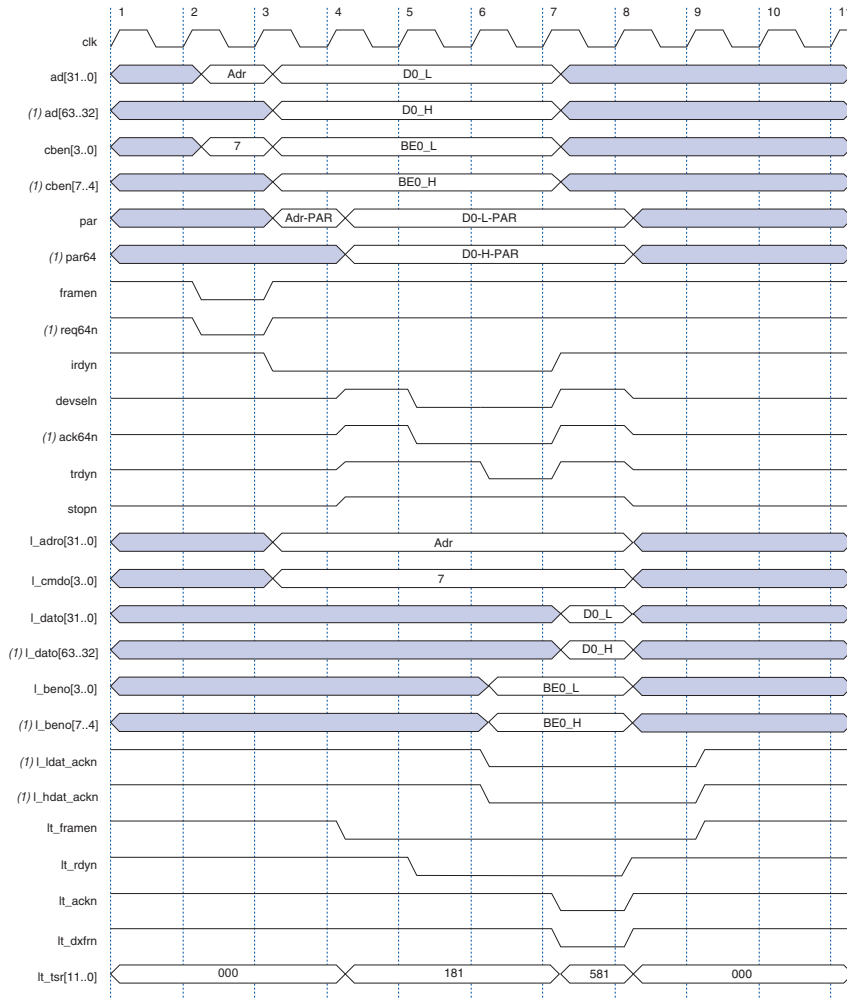 1 2 3 4 5 6 7 8 9 10 11
clk
ad[31..0] Adr D0_L
(1) ad[63..32] D0_H
cben[3..0] 7 BE0_L
(1) cben[7..4] BE0_H
par Adr-PAR D0-L-PAR
(1) par64 D0-H-PAR
framen
(1) req64n
irdyn
devseln
(1) ack64n
trdyn
stopn
l_adro[31..0] Adr
l_cmdo[3..0] 7
l_dato[31..0] D0_L
(1) l_dato[63..32] D0_H
l_beno[3..0] BE0_L
(1) l_beno[7..4] BE0_H
(1) l_ldat_ackn
(1) l_hdat_ackn
lt_framen
lt_rdyn
lt_ackn
lt_dxfrn
lt_tsr[11..0] 000 181 581 000